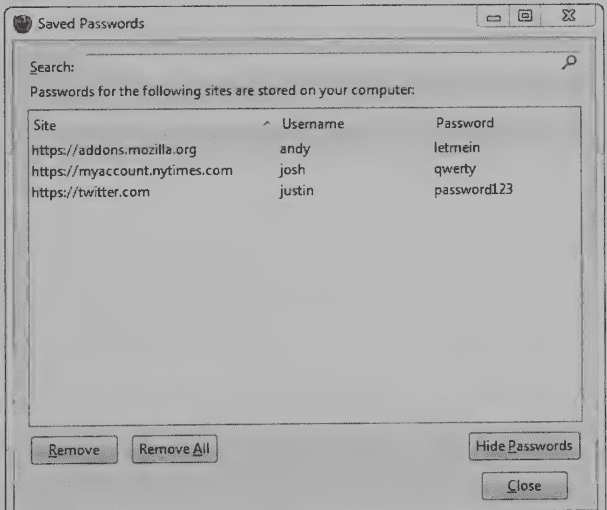 Saved Passwords
Search:
Passwords for the following sites are stored on your computer:
Site Username Password
https://addons.mozilla.org andy letmein
https://myaccount.nytimes.com josh qwerty
https://twitter.com justin password123
Remove Remove All Hide Passwords
Close